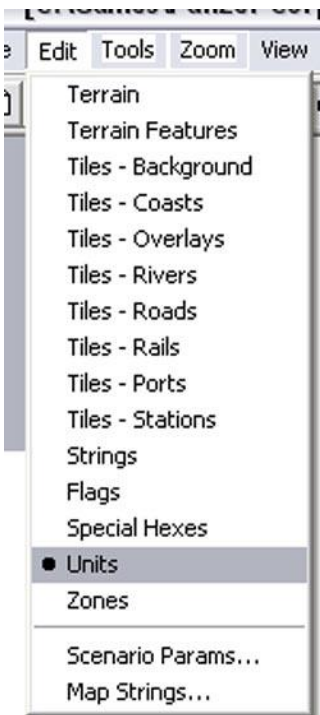 Edit Tools Zoom View
Terrain
Terrain Features
Tiles - Background
Tiles - Coasts
Tiles - Overlays
Tiles - Rivers
Tiles - Roads
Tiles - Rails
Tiles - Ports
Tiles - Stations
Strings
Flags
Special Hexes
Units
Zones
Scenario Params...
Map Strings...